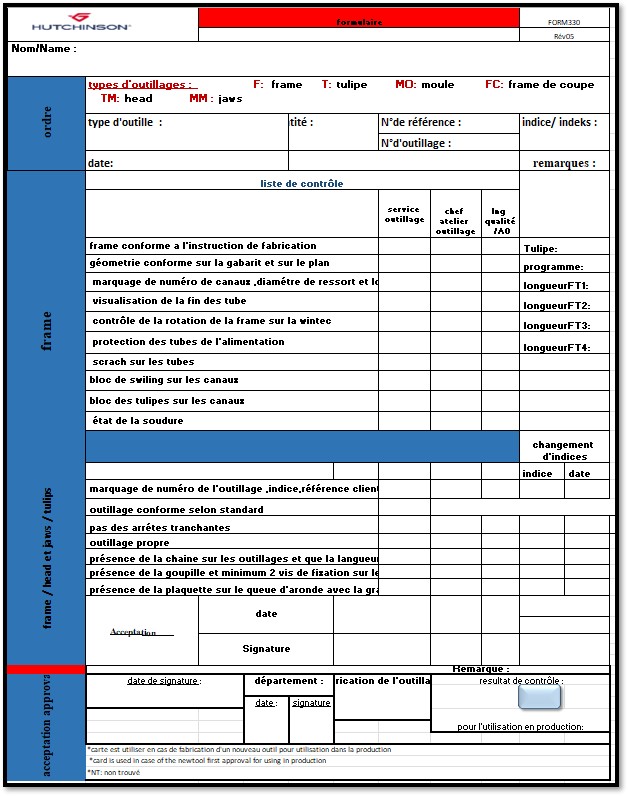 HUTCHINSON®
formulaire
FORM330
Rév05
Nom/Name :
ordre
types d'outillages :
F: frame
T: tulipe
MO: moule
FC: frame de coupe
TM: head
MM : jaws
type d'outille :
tité :
N°de référence :
indice/ indeks :
N°d'outillage :
date:
remarques :
frame
liste de contrôle
service outillage
chef atelier outillage
Ing qualité /AQ
frame conforme a l'instruction de fabrication
Tulipe:
géometrie conforme sur la gabarit et sur le plan
programme:
marquage de numéro de canaux ,diamétre de ressort et lo
longueurFT1:
visualisation de la fin des tube
longueurFT2:
contrôle de la rotation de la frame sur la wintec
longueurFT3:
protection des tubes de l'alimentation
longueurFT4:
scrach sur les tubes
bloc de swiling sur les canaux
bloc des tulipes sur les canaux
état de la soudure
frame / head et jaws / tulips
changement d'indices
indice
date
marquage de numéro de l'outillage ,indice,référence client
outillage conforme selon standard
pas des arrétes tranchantes
outillage propre
présence de la chaine sur les outillages et que la langueur
présence de la goupille et minimum 2 vis de fixation sur le
présence de la plaquette sur le queue d'aronde avec la gra
Acceptation
date
Signature
acceptation approva
Remarque :
date de signature :
département :
rication de l'outilla
resultat de contrôle :
date :
signature
pour l'utilisation en production:
*carte est utiliser en cas de fabrication d'un nouveau outil pour utilisation dans la production
*card is used in case of the newtool first approval for using in production
*NT: non trouvé